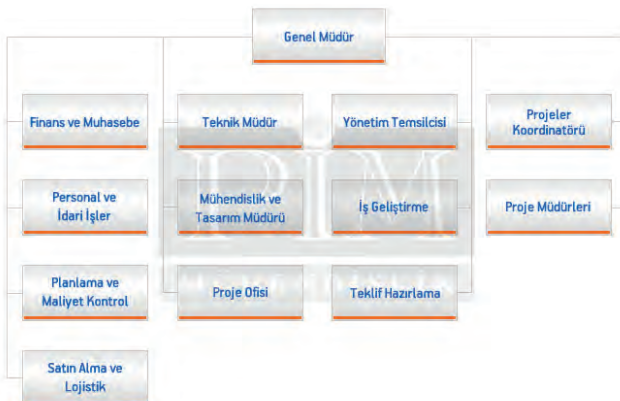 Genel Müdür
Finans ve Muhasebe
Teknik Müdür
Yönetim Temsilcisi
Projeler
Koordinatörü
Personal ve
İdari İşler
Mühendislik ve
Tasarım Müdürü
İş Geliştirme
Proje Müdürleri
Planlama ve
Maliyet Kontrol
Proje Ofisi
Teklif Hazırlama
Satın Alma ve
Lojistik
PIM